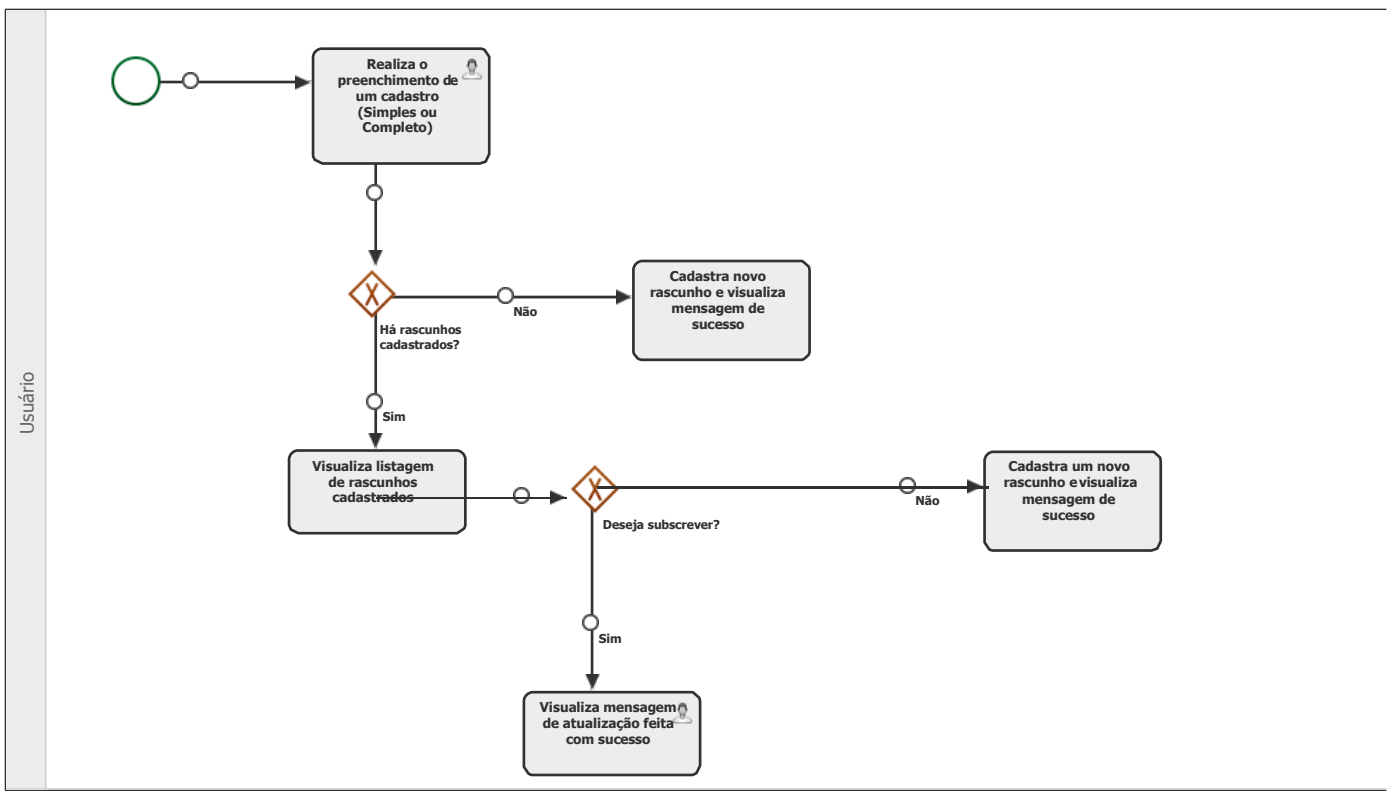 Usuário
Realiza o
preenchimento de
um cadastro
(Simples ou
Completo)
Há rascunhos
cadastrados?
Não
Cadastra novo
rascunho e visualiza
mensagem de
sucesso
Sim
Visualiza listagem
de rascunhos
cadastrados
Deseja subscrever?
Não
Cadastra um novo
rascunho e visualiza
mensagem de
sucesso
Sim
Visualiza mensagem
de atualização feita
com sucesso